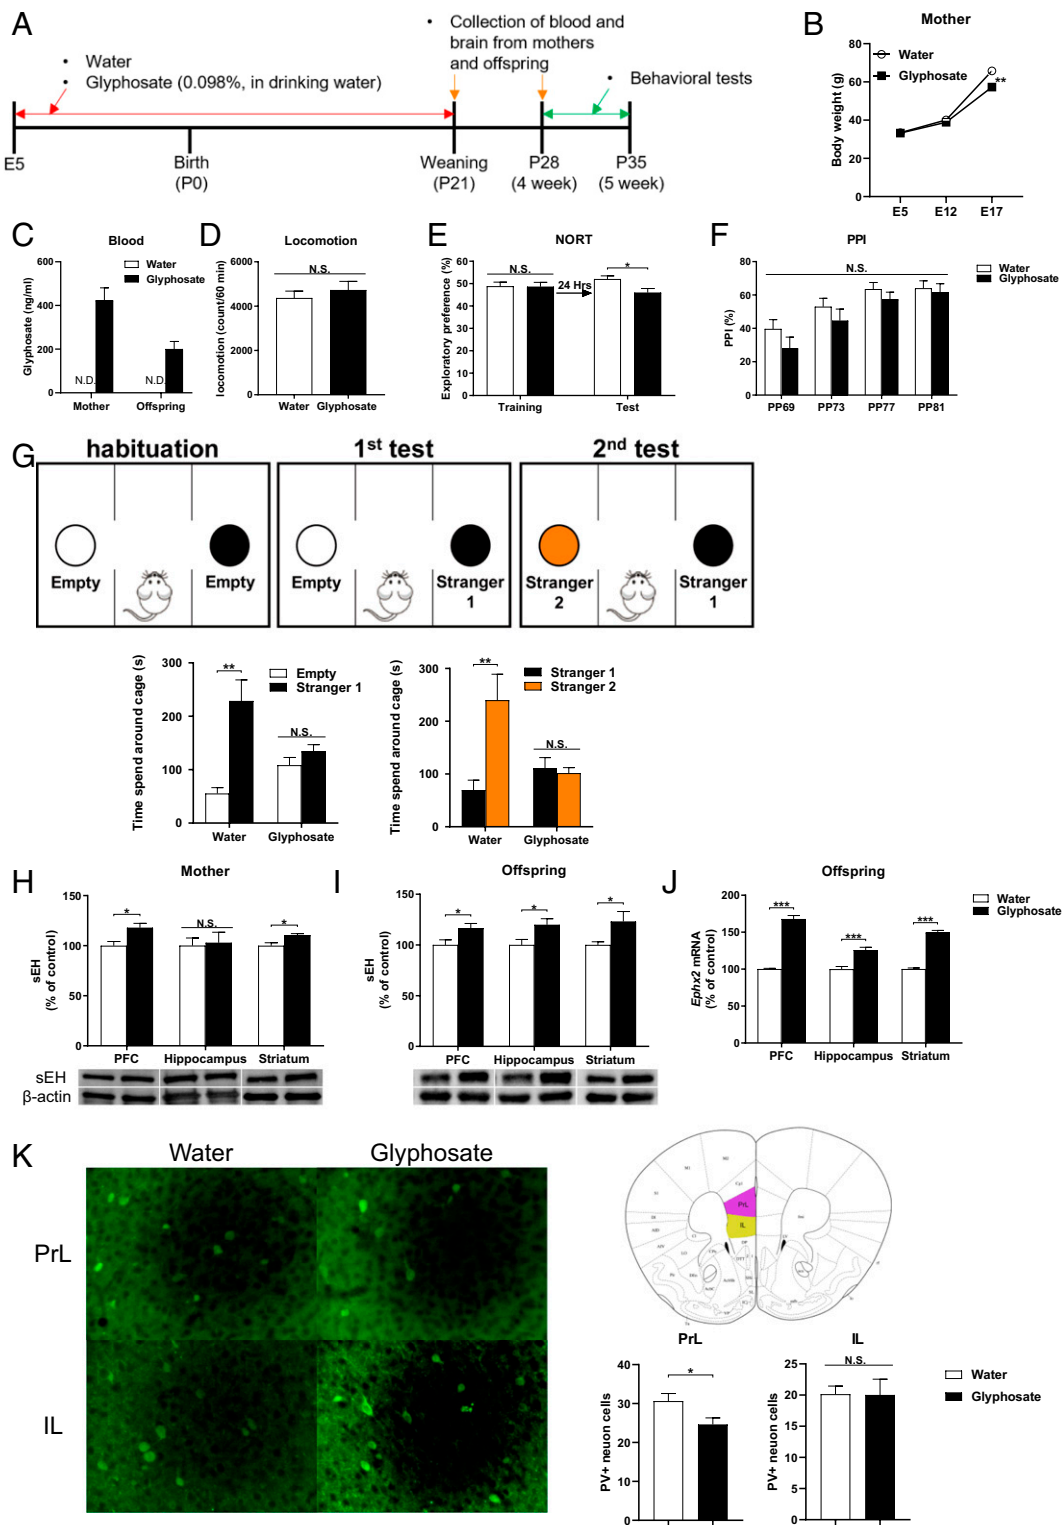 A
• Water
• Glyphosate (0.098%, in drinking water)
• Collection of blood and
brain from mothers
and offspring
• Behavioral tests
E5
Birth
(P0)
Weaning
(P21)
P28
(4 week)
P35
(5 week)
B
Mother
Water
Glyphosate
**
Body weight (g)
80
60
40
20
0
E5 E12 E17
C
Blood
Water
Glyphosate
Glyphosate (ng/ml)
600
400
200
0
N.D. N.D.
Mother Offspring
D
Locomotion
N.S.
locomotion (count/60 min)
6000
4000
2000
0
Water Glyphosate
E
NORT
N.S.
24 Hrs
*
Exploratory preference (%)
60
50
40
30
20
10
0
Training Test
F
PPI
N.S.
Water
Glyphosate
PPI (%)
80
60
40
20
0
PP69 PP73 PP77 PP81
G
habituation 1st test 2nd test
Empty Empty
Empty Stranger
1
Stranger
2
Stranger
1
Time spend around cage (s)
300
200
100
0
**
N.S.
Empty
Stranger 1
Water Glyphosate
Time spend around cage (s)
300
200
100
0
**
N.S.
Stranger 1
Stranger 2
Water Glyphosate
H
Mother
sEH
(% of control)
150
100
50
0
* N.S. *
PFC Hippocampus Striatum
sEH
β-actin
I
Offspring
sEH
(% of control)
150
100
50
0
* * *
PFC Hippocampus Striatum
J
Offspring
Water
Glyphosate
Ephx2 mRNA
(% of control)
200
150
100
50
0
*** *** ***
PFC Hippocampus Striatum
K
Water Glyphosate
PrL
IL
PrL
IL
PrL
PV+ neuon cells
40
30
20
10
0
*
IL
PV+ neuon cells
25
20
15
10
5
0
N.S.
Water
Glyphosate